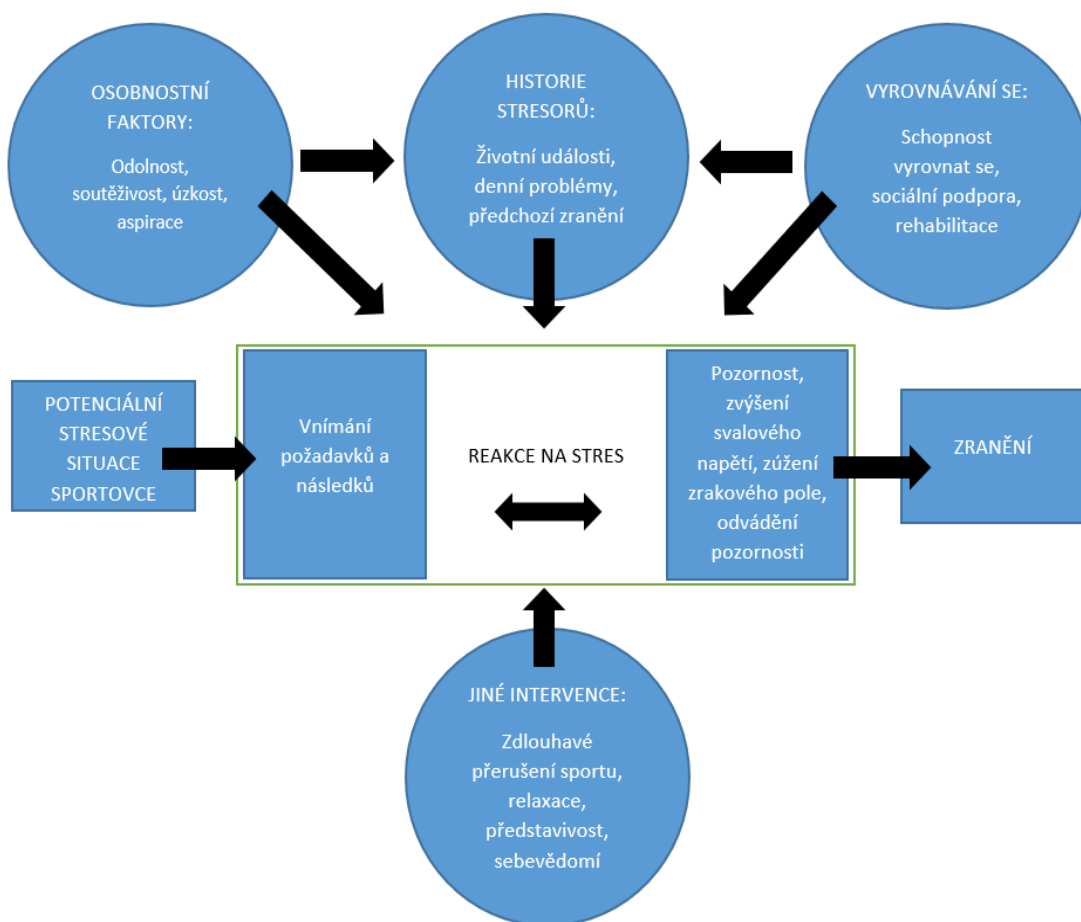 OSOBNOSTNÍ
FAKTORY:
Odolnost,
soutěživost, úzkost,
aspirace
HISTORIE
STRESORŮ:
Životní události,
denní problémy,
předchozí zranění
VYROVNÁVÁNÍ SE:
Schopnost
vyrovnat se,
sociální podpora,
rehabilitace
POTENCIÁLNÍ
STRESOVÉ
SITUACE
SPORTOVCE
Vnímání
požadavků a
následků
REAKCE NA STRES
Pozornost,
zvýšení
svalového
napětí, zúžení
zrakového pole,
odvádění
pozornosti
ZRANĚNÍ
JINÉ INTERVENCE:
Zdlouhavé
přerušení sportu,
relaxace,
představivost,
sebevědomí